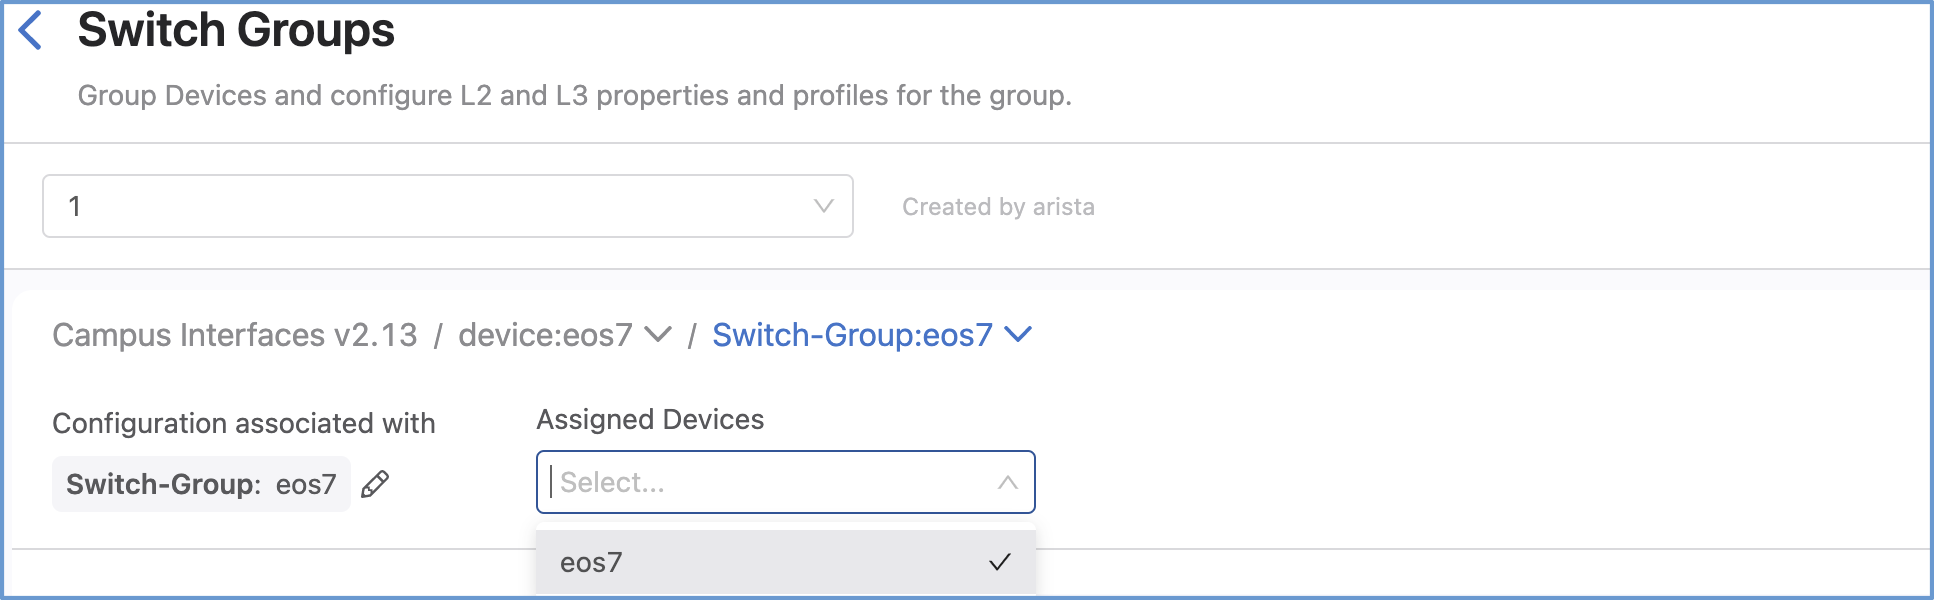 Switch Groups
Group Devices and configure L2 and L3 properties and profiles for the group.
1
Created by arista
Campus Interfaces v2.13 / device:eos7 / Switch-Group:eos7
Configuration associated with
Switch-Group: eos7
Assigned Devices
Select...
eos7